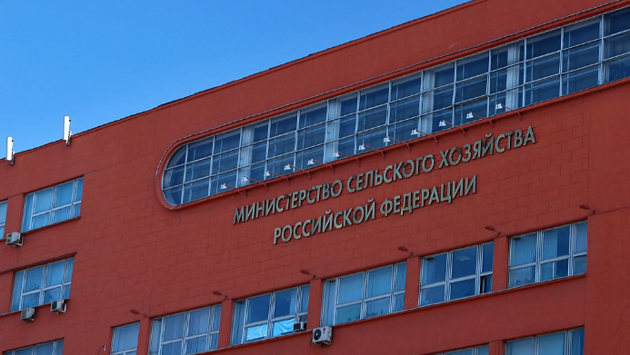 МИНИСТЕРСТВО СЕЛЬСКОГО ХОЗЯЙСТВА
РОССИЙСКОЙ ФЕДЕРАЦИИ